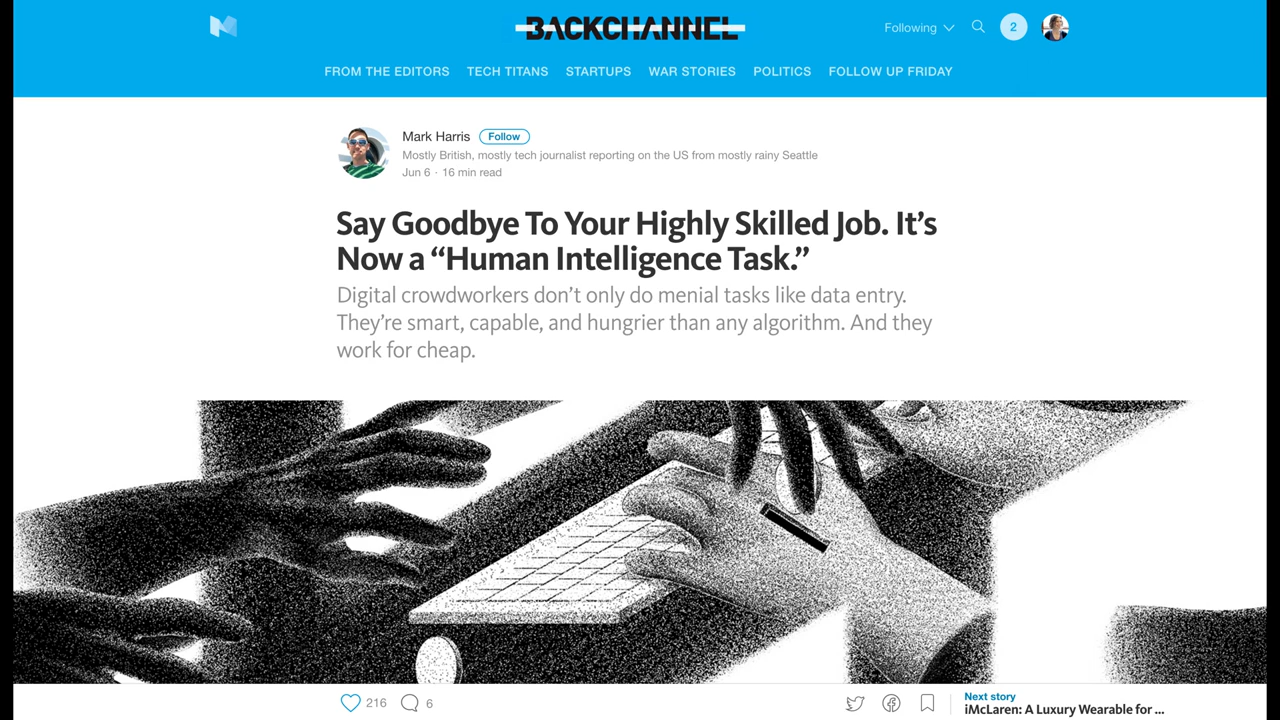 BACKCHANNEL
Following
2
FROM THE EDITORS TECH TITANS STARTUPS WAR STORIES POLITICS FOLLOW UP FRIDAY
Mark Harris Follow
Mostly British, mostly tech journalist reporting on the US from mostly rainy Seattle
Jun 6 · 16 min read
Say Goodbye To Your Highly Skilled Job. It’s
Now a “Human Intelligence Task.”
Digital crowdworkers don’t only do menial tasks like data entry.
They’re smart, capable, and hungrier than any algorithm. And they
work for cheap.
216 6
Next story
iMcLaren: A Luxury Wearable for ...